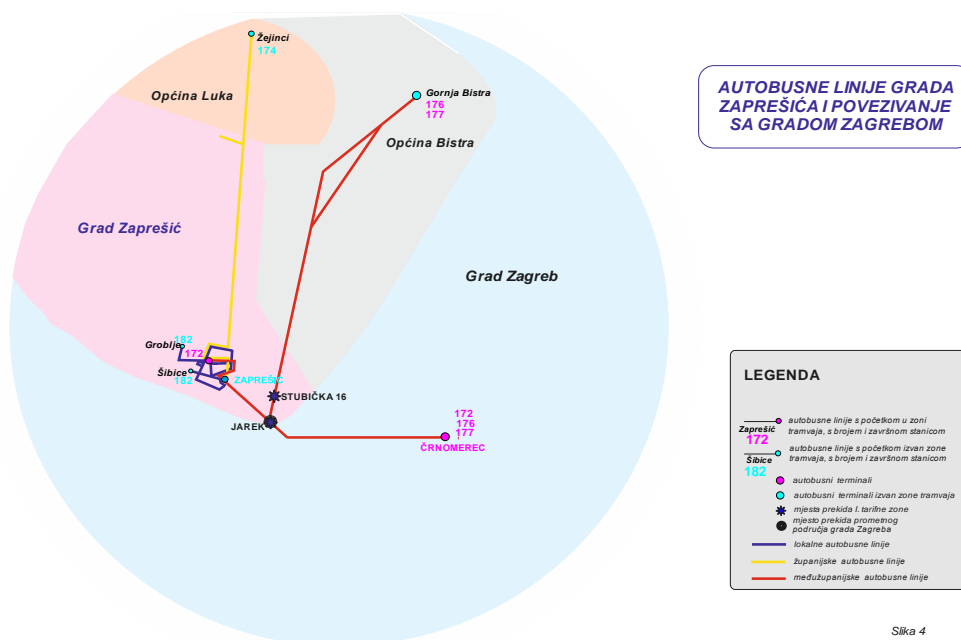 Žejinci
174
Općina Luka
Gornja Bistra
176
177
Općina Bistra
AUTOBUSNE LINIJE GRADA
ZAPREŠIĆA I POVEZIVANJE
SA GRADOM ZAGREBOM
Grad Zaprešić
Grad Zagreb
182
Groblje
172
Šibice
182
ZAPREŠIĆ
STUBIČKA 16
JAREK
172
176
177
ČRNOMEREC
LEGENDA
Zaprešić
172
autobusne linije s početkom u zoni
tramvaja, s brojem i završnom stanicom
Šibice
182
autobusne linije s početkom izvan zone
tramvaja, s brojem i završnom stanicom
autobusni terminali
autobusni terminali izvan zone tramvaja
mjesta prekida I. tarifne zone
mjesto prekida prometnog
područja grada Zagreba
lokalne autobusne linije
županijske autobusne linije
međužupanijske autobusne linije
Slika 4